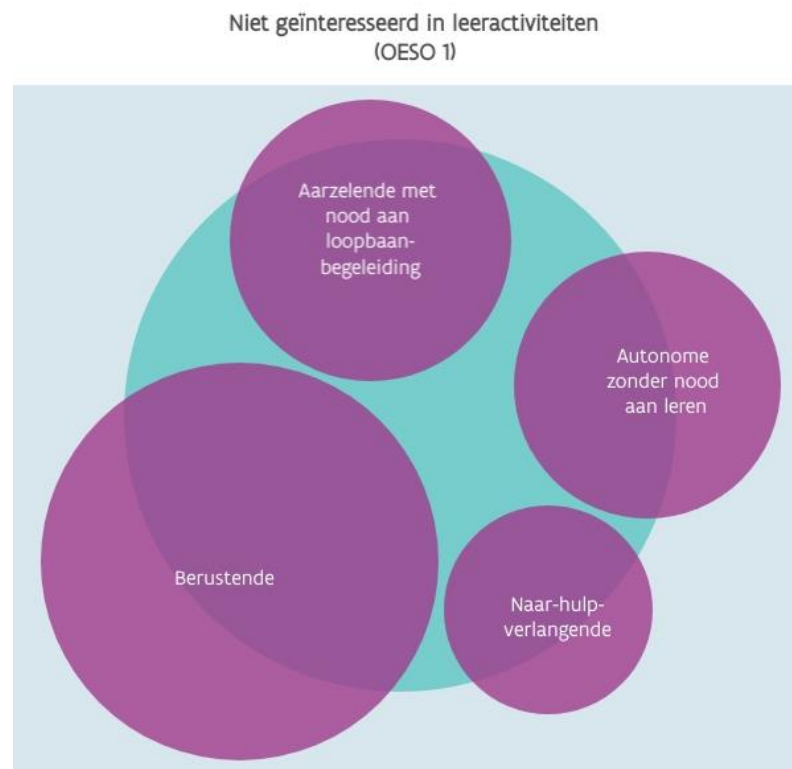 Niet geïnteresseerd in leeractiviteiten
(OESO 1)
Aarzelende met
nood aan
loopbaan-
begeleiding
Autonome
zonder nood
aan leren
Berustende
Naar-hulp-
verlangende